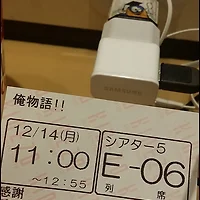 SAMSUNG
俺物語!!
12/14(月)
11:00
～12:55
シアター5
E-06
列 席
感謝